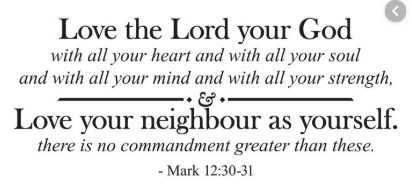 Love the Lord your God
with all your heart and with all your soul
and with all your mind and with all your strength,
&
Love your neighbour as yourself.
there is no commandment greater than these.
- Mark 12:30-31